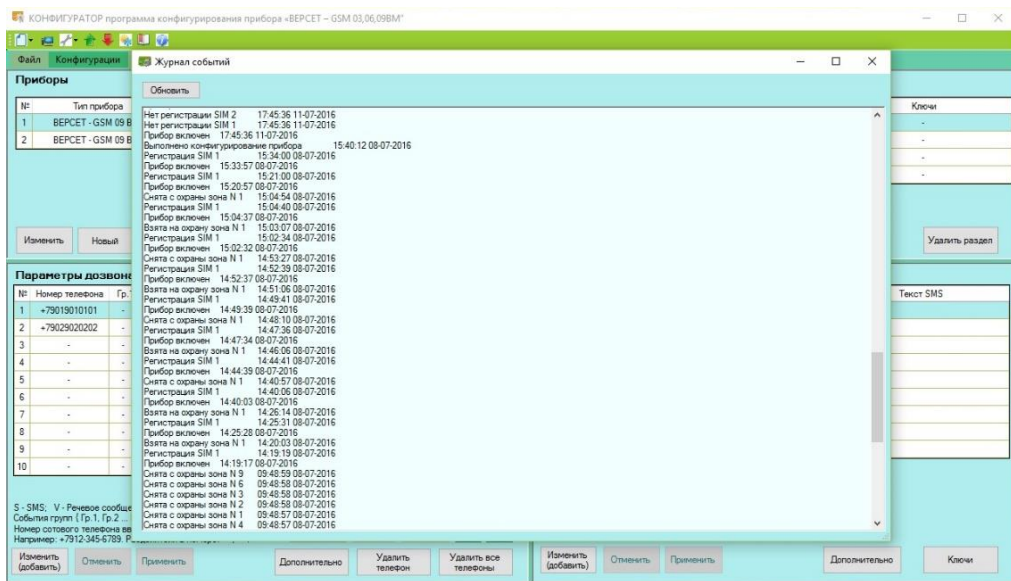 КОНФИГУРАТОР программа конфигурирования прибора «ВЕРСЕТ – GSM 03,06,09ВМ"
Файл Конфигурации
Журнал событий
Приборы
Обновить
№ Тип прибора
Ключи
1 ВЕРСЕТ - GSM 09 В
-
2 ВЕРСЕТ - GSM 09 В
-
-
-
Изменить Новый
Удалить раздел
Нет регистрации SIM 2 17:45:36 11-07-2016
Нет регистрации SIM 1 17:45:36 11-07-2016
Прибор включен 17:45:36 11-07-2016
Выполнено конфигурирование прибора 15:40:12 08-07-2016
Регистрация SIM 1 15:34:00 08-07-2016
Прибор включен 15:33:57 08-07-2016
Регистрация SIM 1 15:21:00 08-07-2016
Прибор включен 15:20:57 08-07-2016
Снята с охраны зона N 1 15:04:54 08-07-2016
Регистрация SIM 1 15:04:40 08-07-2016
Прибор включен 15:04:37 08-07-2016
Взята на охрану зона N 1 15:03:07 08-07-2016
Регистрация SIM 1 15:02:34 08-07-2016
Прибор включен 15:02:32 08-07-2016
Снята с охраны зона N 1 14:53:27 08-07-2016
Регистрация SIM 1 14:52:39 08-07-2016
Прибор включен 14:52:37 08-07-2016
Взята на охрану зона N 1 14:51:06 08-07-2016
Регистрация SIM 1 14:49:41 08-07-2016
Прибор включен 14:49:39 08-07-2016
Снята с охраны зона N 1 14:48:10 08-07-2016
Регистрация SIM 1 14:47:36 08-07-2016
Прибор включен 14:47:34 08-07-2016
Взята на охрану зона N 1 14:46:06 08-07-2016
Регистрация SIM 1 14:44:41 08-07-2016
Прибор включен 14:44:39 08-07-2016
Снята с охраны зона N 1 14:40:57 08-07-2016
Регистрация SIM 1 14:40:06 08-07-2016
Прибор включен 14:40:03 08-07-2016
Взята на охрану зона N 1 14:26:14 08-07-2016
Регистрация SIM 1 14:25:31 08-07-2016
Прибор включен 14:25:28 08-07-2016
Взята на охрану зона N 1 14:20:03 08-07-2016
Регистрация SIM 1 14:19:19 08-07-2016
Прибор включен 14:19:17 08-07-2016
Снята с охраны зона N 9 09:48:59 08-07-2016
Снята с охраны зона N 6 09:48:58 08-07-2016
Снята с охраны зона N 3 09:48:58 08-07-2016
Снята с охраны зона N 2 09:48:58 08-07-2016
Снята с охраны зона N 1 09:48:57 08-07-2016
Снята с охраны зона N 4 09:48:57 08-07-2016
Параметры дозвона
№ Номер телефона Гр.1
Текст SMS
1 +79019010101 -
2 +79029020202 -
3 - -
4 - -
5 - -
6 - -
7 - -
8 - -
9 - -
10 - -
S - SMS; V - Речевое сообще
События групп ( Гр.1, Гр.2 ...
Номер сотового телефона вв
Например: +7912-345-6789.
Изменить (добавить) Отменить Применить Дополнительно Удалить телефон Удалить все телефоны
Изменить (добавить) Отменить Применить Дополнительно Ключи